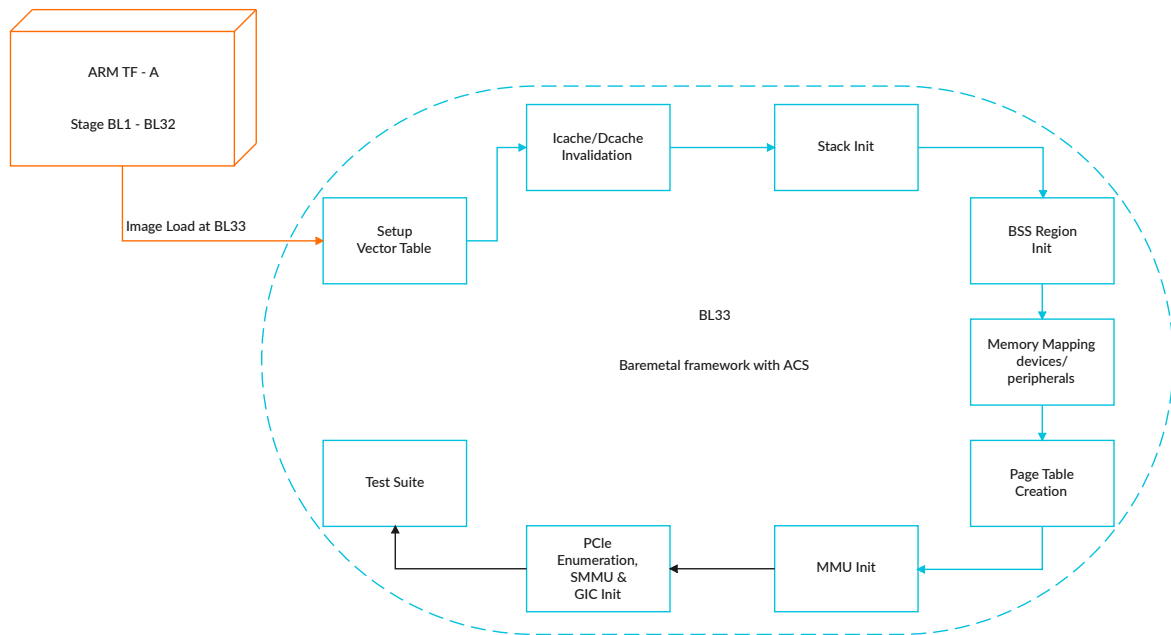 ARM TF - A
Stage BL1 - BL32
Image Load at BL33
Setup
Vector Table
Icache/Dcache
Invalidation
Stack Init
BSS Region
Init
Memory Mapping
devices/
peripherals
Page Table
Creation
MMU Init
PCIe
Enumeration,
SMMU &
GIC Init
Test Suite
BL33
Baremetal framework with ACS